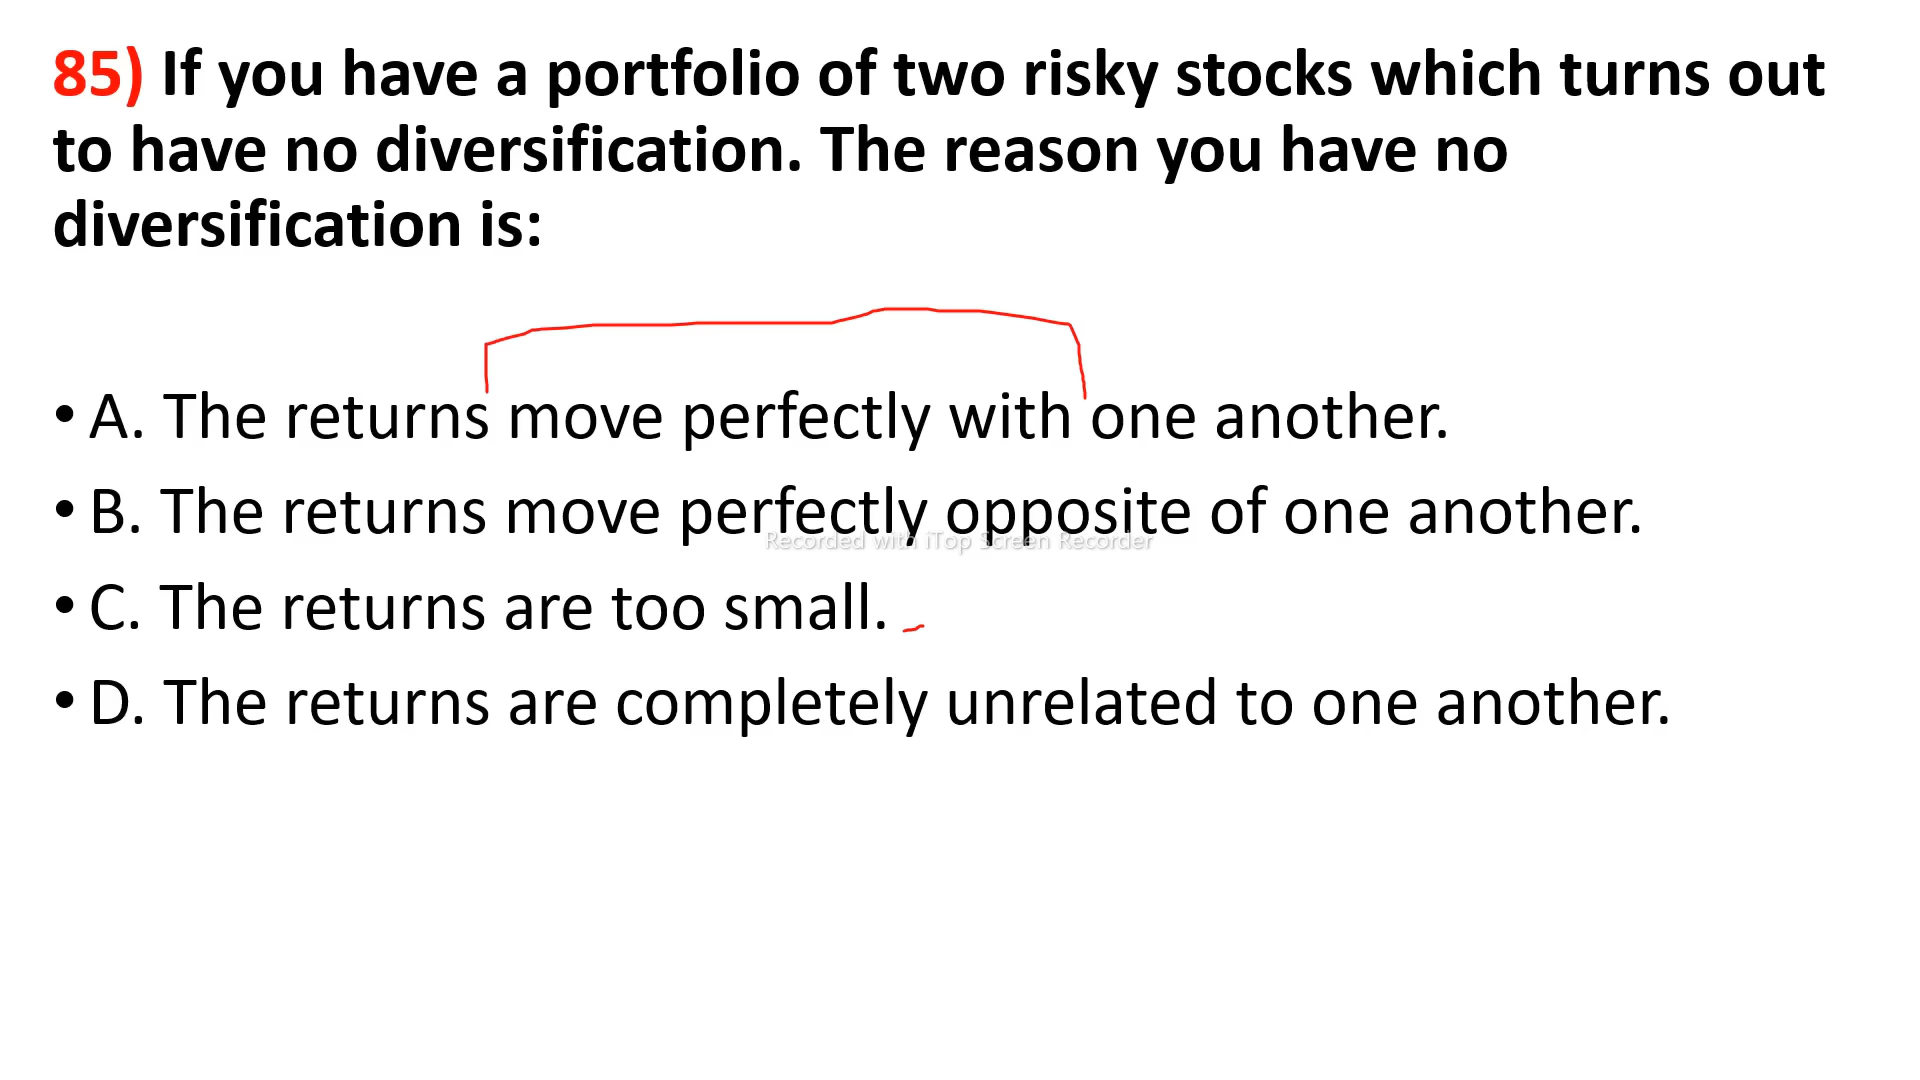 85) If you have a portfolio of two risky stocks which turns out
to have no diversification. The reason you have no
diversification is:
• A. The returns move perfectly with one another.
• B. The returns move perfectly opposite of one another.
Recorded with iTop Screen Recorder
• C. The returns are too small.
• D. The returns are completely unrelated to one another.